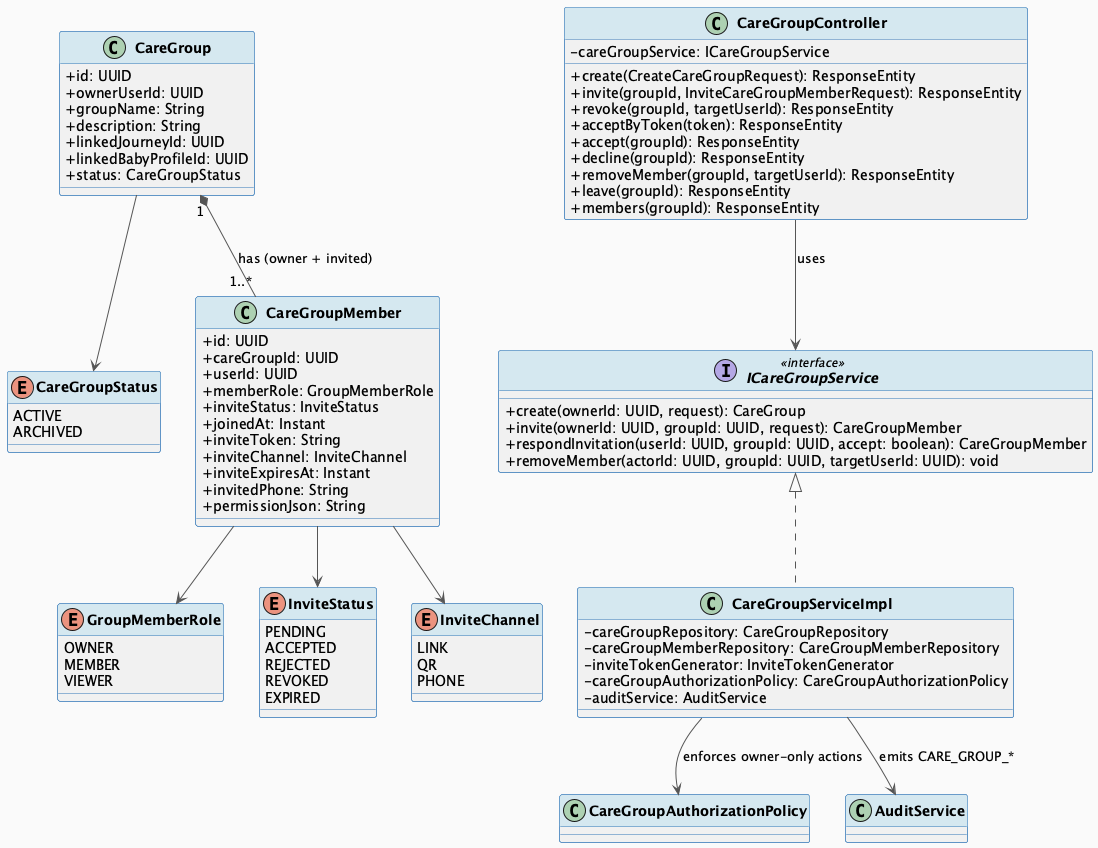 C CareGroup
+id: UUID
+ownerUserId: UUID
+groupName: String
+description: String
+linkedJourneyId: UUID
+linkedBabyProfileId: UUID
+status: CareGroupStatus
C CareGroupController
-careGroupService: ICareGroupService
+create(CreateCareGroupRequest): ResponseEntity
+invite(groupId, InviteCareGroupMemberRequest): ResponseEntity
+revoke(groupId, targetUserId): ResponseEntity
+acceptByToken(token): ResponseEntity
+accept(groupId): ResponseEntity
+decline(groupId): ResponseEntity
+removeMember(groupId, targetUserId): ResponseEntity
+leave(groupId): ResponseEntity
+members(groupId): ResponseEntity
1
has (owner + invited)
1..*
uses
E CareGroupStatus
ACTIVE
ARCHIVED
C CareGroupMember
+id: UUID
+careGroupId: UUID
+userId: UUID
+memberRole: GroupMemberRole
+inviteStatus: InviteStatus
+joinedAt: Instant
+inviteToken: String
+inviteChannel: InviteChannel
+inviteExpiresAt: Instant
+invitedPhone: String
+permissionJson: String
I «interface»
ICareGroupService
+create(ownerId: UUID, request): CareGroup
+invite(ownerId: UUID, groupId: UUID, request): CareGroupMember
+respondInvitation(userId: UUID, groupId: UUID, accept: boolean): CareGroupMember
+removeMember(actorId: UUID, groupId: UUID, targetUserId: UUID): void
E GroupMemberRole
OWNER
MEMBER
VIEWER
E InviteStatus
PENDING
ACCEPTED
REJECTED
REVOKED
EXPIRED
E InviteChannel
LINK
QR
PHONE
C CareGroupServiceImpl
-careGroupRepository: CareGroupRepository
-careGroupMemberRepository: CareGroupMemberRepository
-inviteTokenGenerator: InviteTokenGenerator
-careGroupAuthorizationPolicy: CareGroupAuthorizationPolicy
-auditService: AuditService
enforces owner-only actions
emits CARE_GROUP_*
C CareGroupAuthorizationPolicy
C AuditService